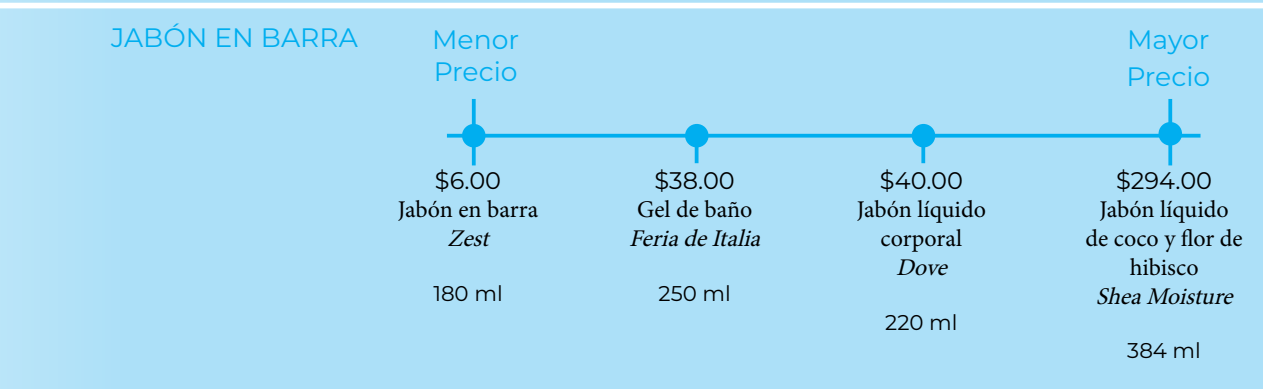 JABÓN EN BARRA
Menor
Precio
Mayor
Precio
$6.00
Jabón en barra
Zest
180 ml
$38.00
Gel de baño
Feria de Italia
250 ml
$40.00
Jabón líquido
corporal
Dove
220 ml
$294.00
Jabón líquido
de coco y flor de
hibisco
Shea Moisture
384 ml